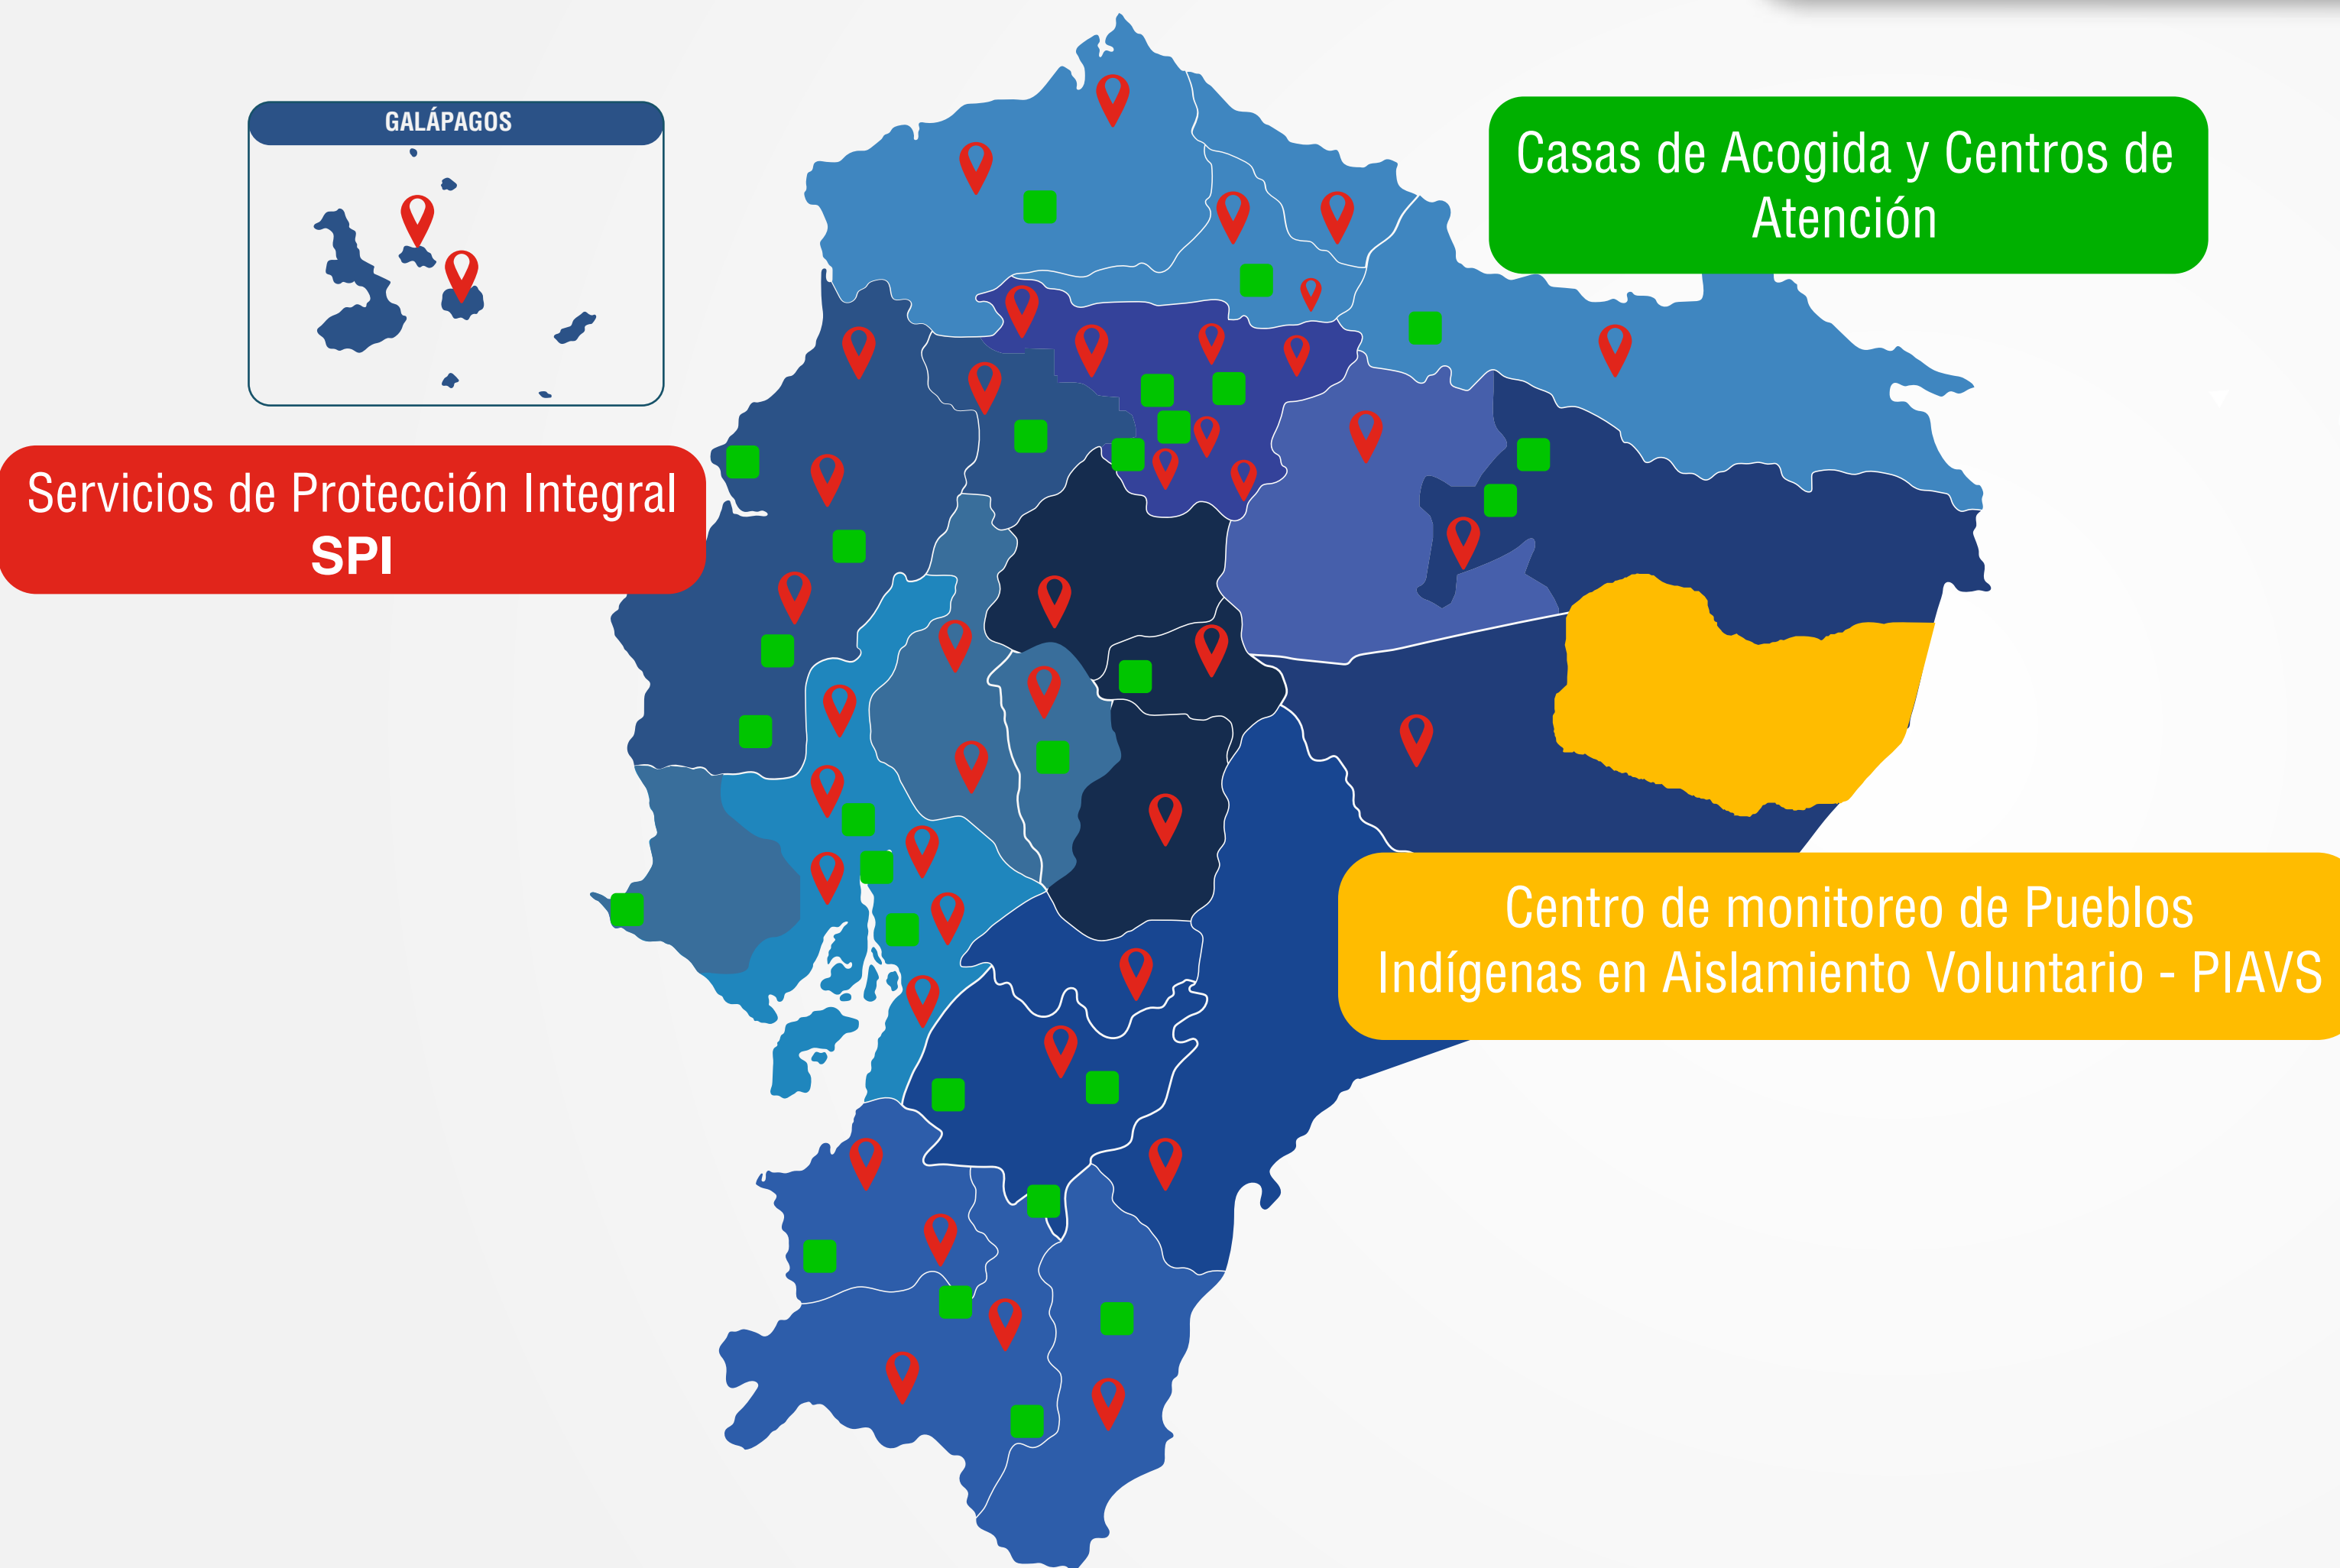 GALÁPAGOS
Casas de Acogida y Centros de
Atención
Servicios de Protección Integral
SPI
Centro de monitoreo de Pueblos
Indígenas en Aislamiento Voluntario - PIAVS